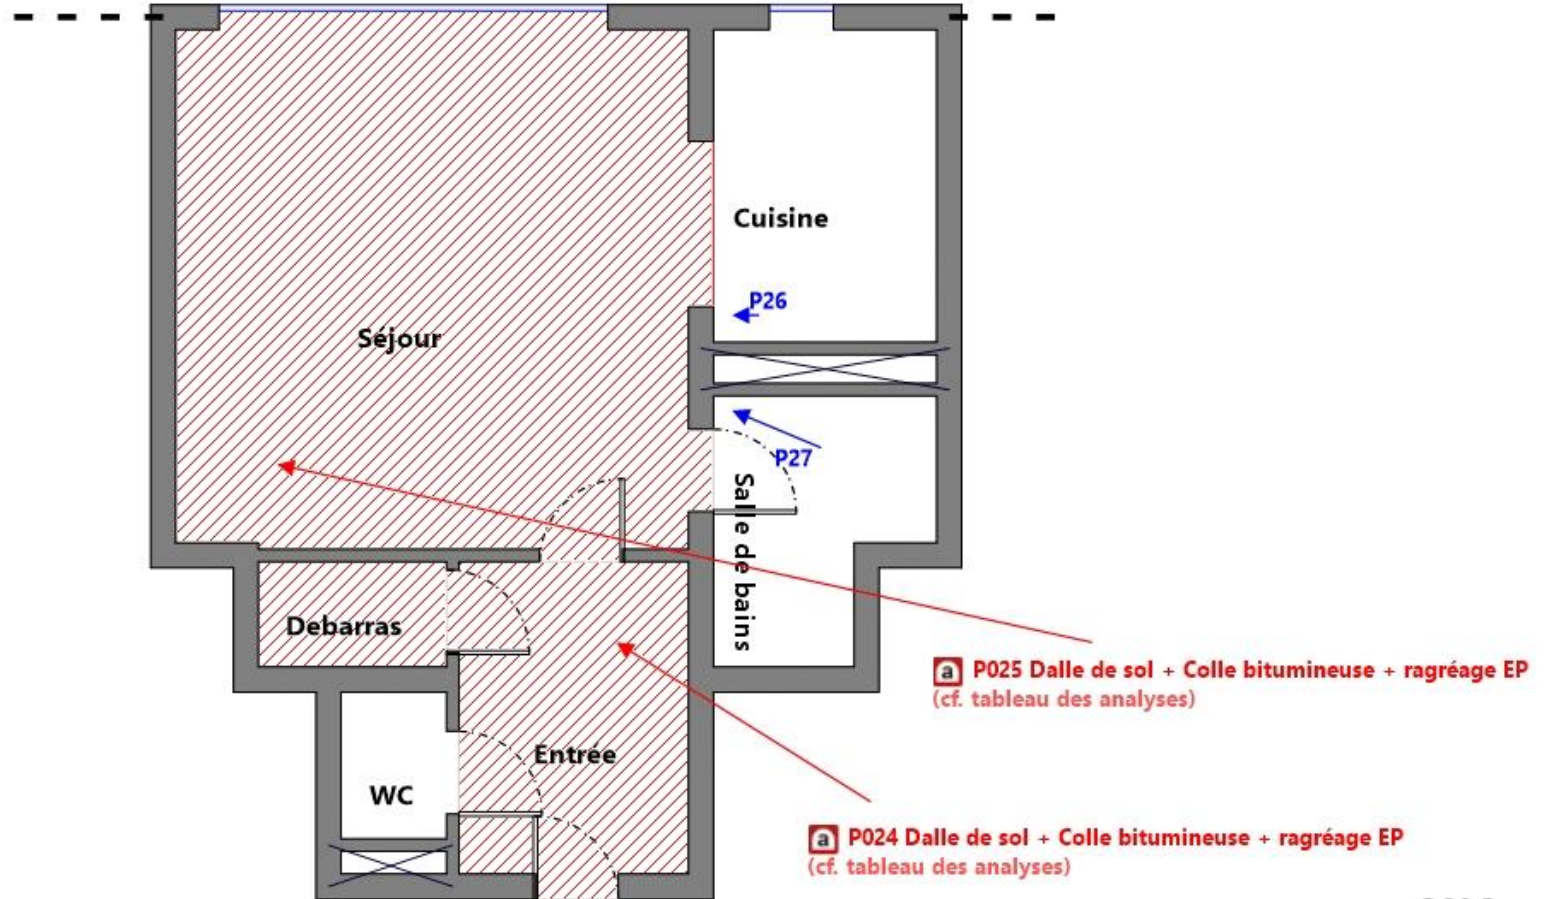 Cuisine
P26
Séjour
P27
Salle de bains
Debarras
a P025 Dalle de sol + Colle bitumineuse + ragréage EP
(cf. tableau des analyses)
Entrée
WC
a P024 Dalle de sol + Colle bitumineuse + ragréage EP
(cf. tableau des analyses)